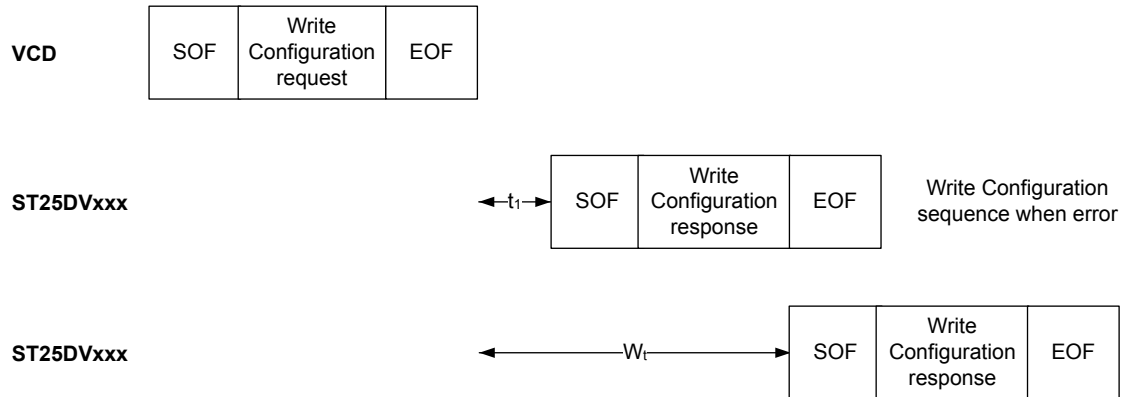 VCD
SOF
Write
Configuration
request
EOF
ST25DVxxx
t₁
SOF
Write
Configuration
response
EOF
Write Configuration
sequence when error
ST25DVxxx
Wₜ
SOF
Write
Configuration
response
EOF